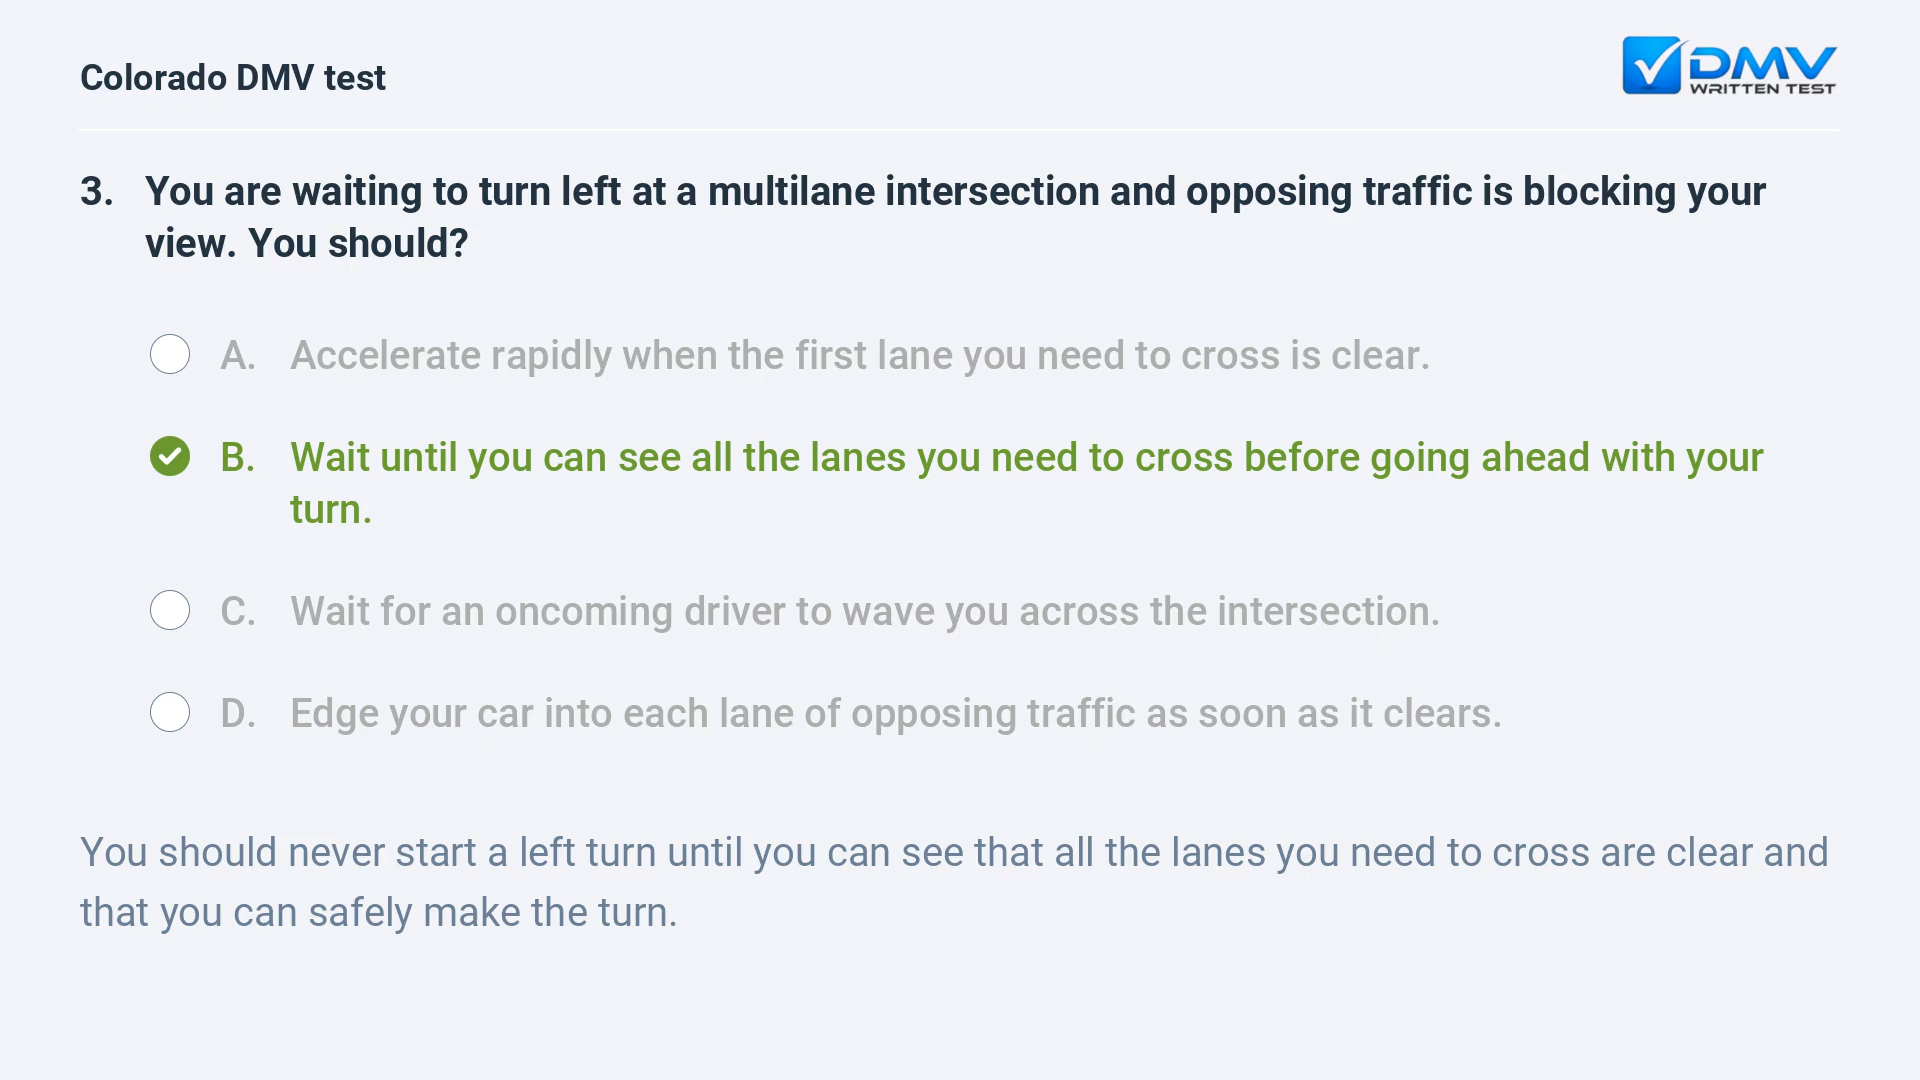 Colorado DMV test
DMV
WRITTEN TEST
3. You are waiting to turn left at a multilane intersection and opposing traffic is blocking your
view. You should?
A. Accelerate rapidly when the first lane you need to cross is clear.
B. Wait until you can see all the lanes you need to cross before going ahead with your
turn.
C. Wait for an oncoming driver to wave you across the intersection.
D. Edge your car into each lane of opposing traffic as soon as it clears.
You should never start a left turn until you can see that all the lanes you need to cross are clear and
that you can safely make the turn.